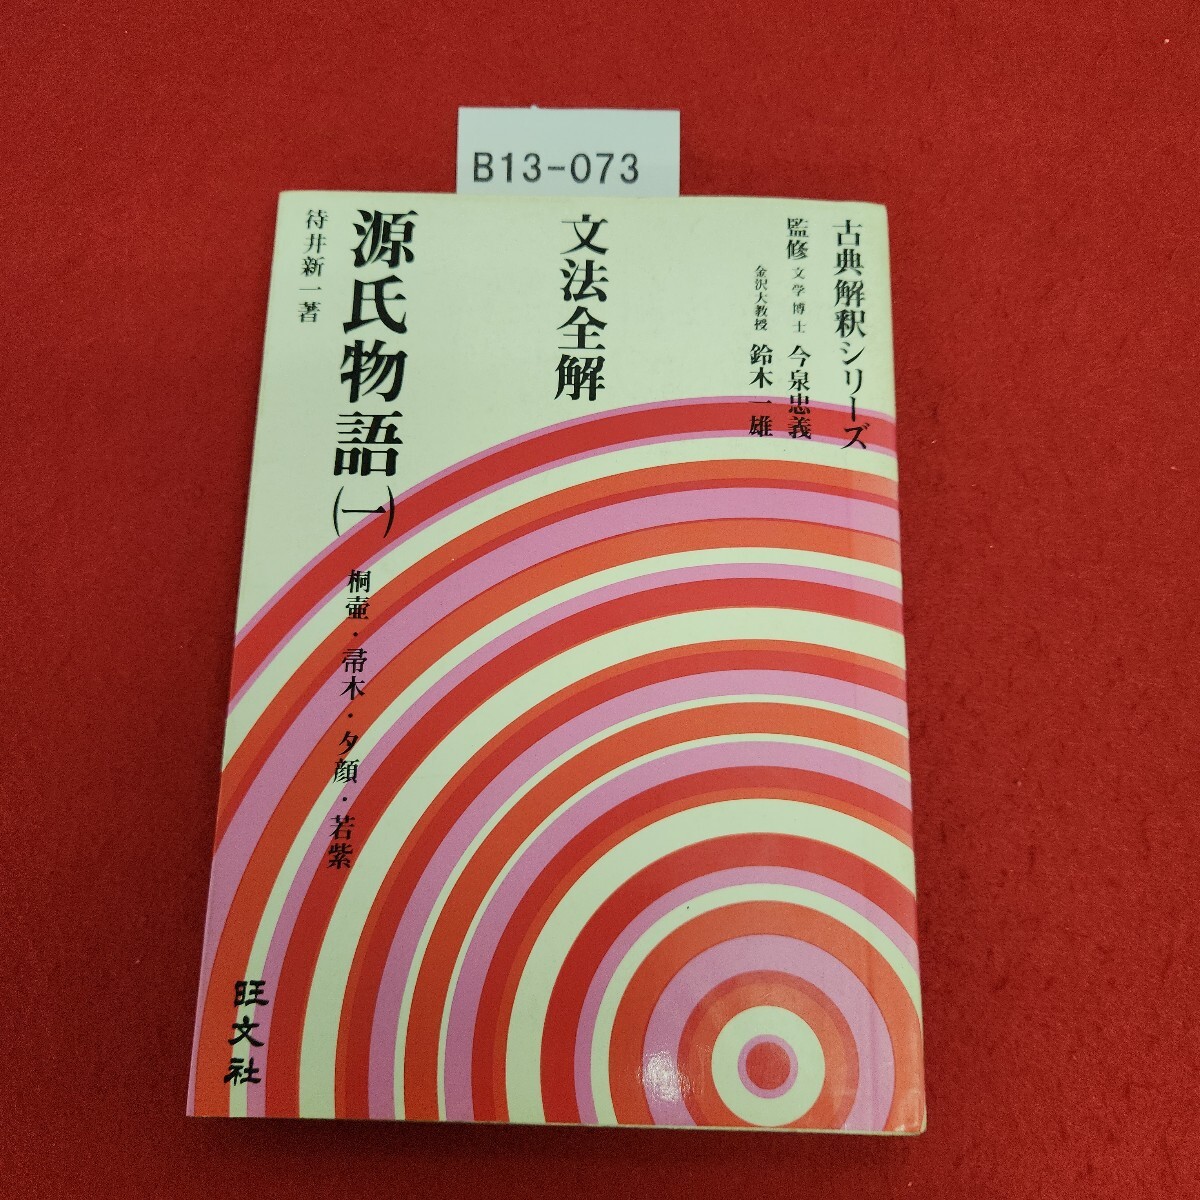 B13-073
古典解釈シリーズ
監修 文学博士 今泉忠義
金沢大教授 鈴木一雄
文法全解
源氏物語(一) 桐壷・帚木・夕顔・若紫
待井新一著
旺文社